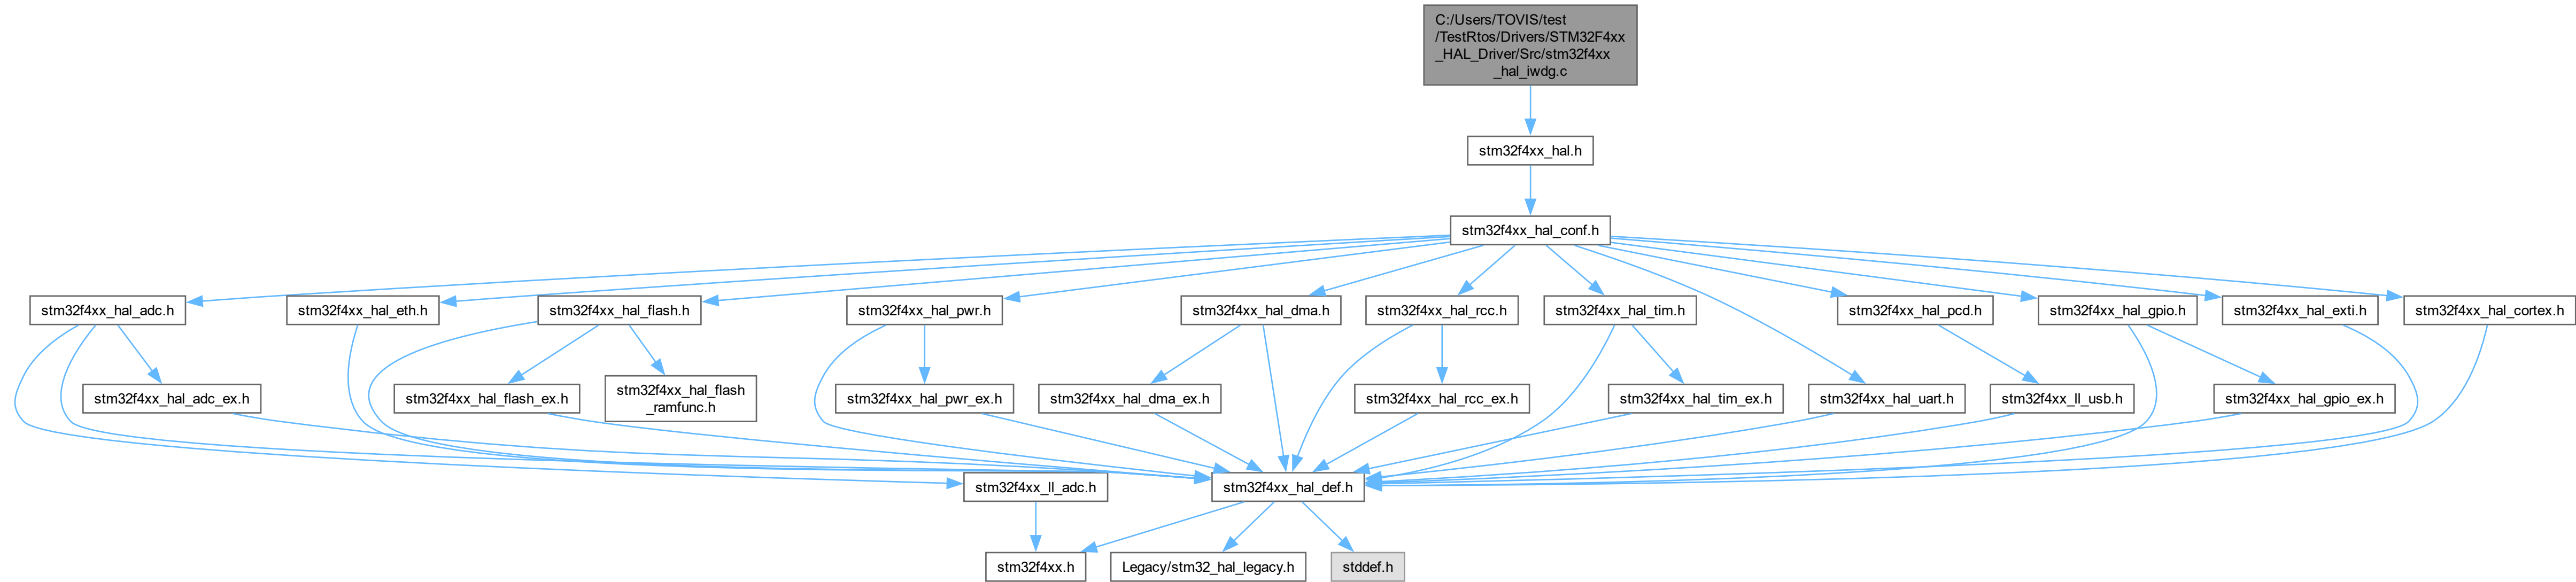 C:/Users/TOVIS/test
/TestRtos/Drivers/STM32F4xx
_HAL_Driver/Src/stm32f4xx
_hal_iwdg.c
stm32f4xx_hal.h
stm32f4xx_hal_conf.h
stm32f4xx_hal_adc.h
stm32f4xx_hal_eth.h
stm32f4xx_hal_flash.h
stm32f4xx_hal_pwr.h
stm32f4xx_hal_dma.h
stm32f4xx_hal_rcc.h
stm32f4xx_hal_tim.h
stm32f4xx_hal_pcd.h
stm32f4xx_hal_gpio.h
stm32f4xx_hal_exti.h
stm32f4xx_hal_cortex.h
stm32f4xx_hal_adc_ex.h
stm32f4xx_hal_flash_ex.h
stm32f4xx_hal_flash
_ramfunc.h
stm32f4xx_hal_pwr_ex.h
stm32f4xx_hal_dma_ex.h
stm32f4xx_hal_rcc_ex.h
stm32f4xx_hal_tim_ex.h
stm32f4xx_hal_uart.h
stm32f4xx_ll_usb.h
stm32f4xx_hal_gpio_ex.h
stm32f4xx_ll_adc.h
stm32f4xx_hal_def.h
stm32f4xx.h
Legacy/stm32_hal_legacy.h
stddef.h